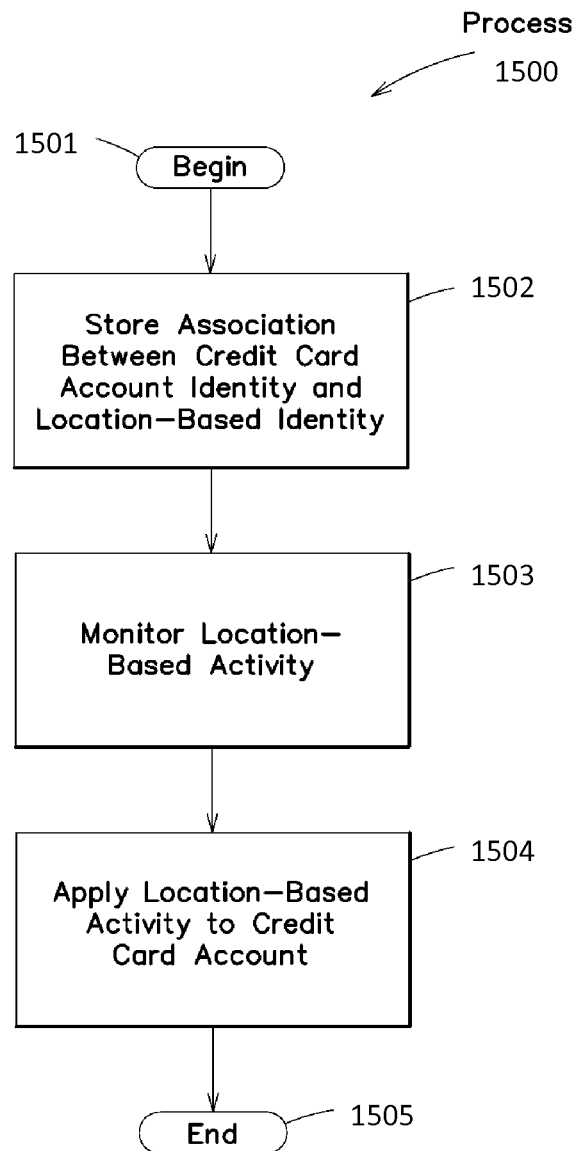 Process
1500
1501
Begin
1502
Store Association
Between Credit Card
Account Identity and
Location-Based Identity
1503
Monitor Location-
Based Activity
1504
Apply Location-Based
Activity to Credit
Card Account
1505
End